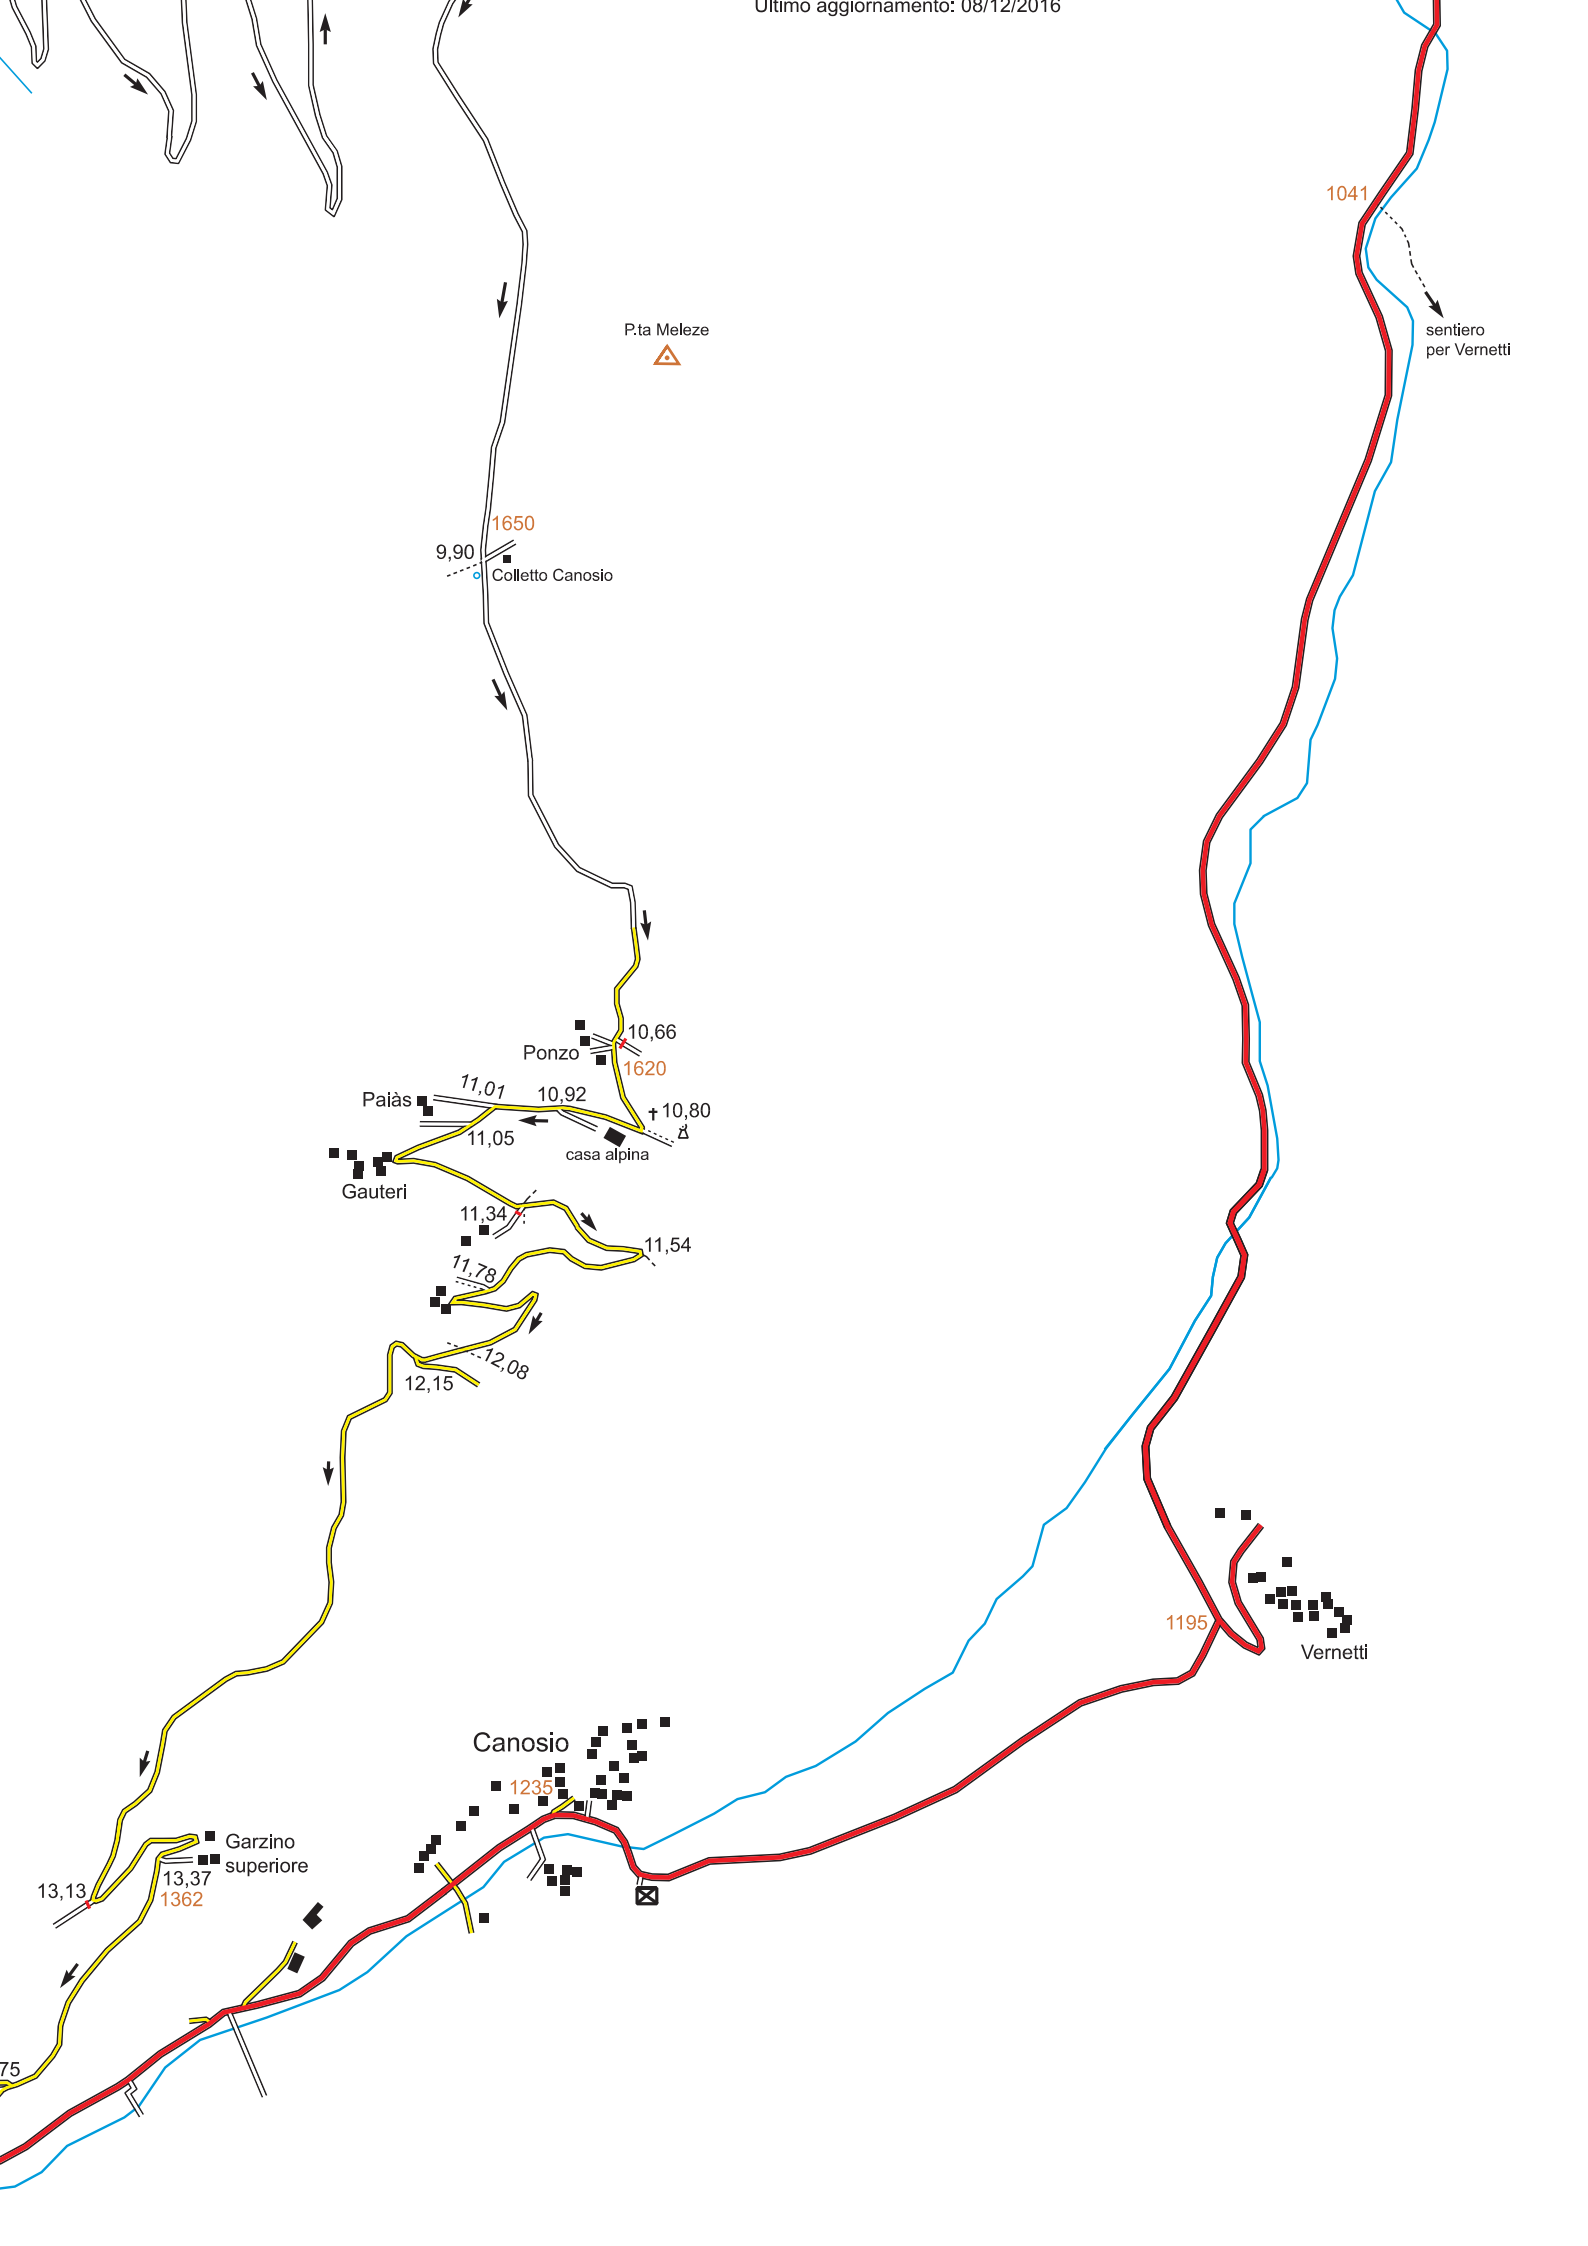 Ultimo aggiornamento: 08/12/2016
1041
sentiero
per Vernetti
P.ta Meleze
1650
9,90
Colletto Canosio
10,66
Ponzo
1620
11,01
10,92
Paiàs
10,80
11,05
casa alpina
Gauteri
11,34
11,54
11,78
12,08
12,15
1195
Vernetti
Canosio
1235
Garzino
superiore
13,37
13,13
1362
75